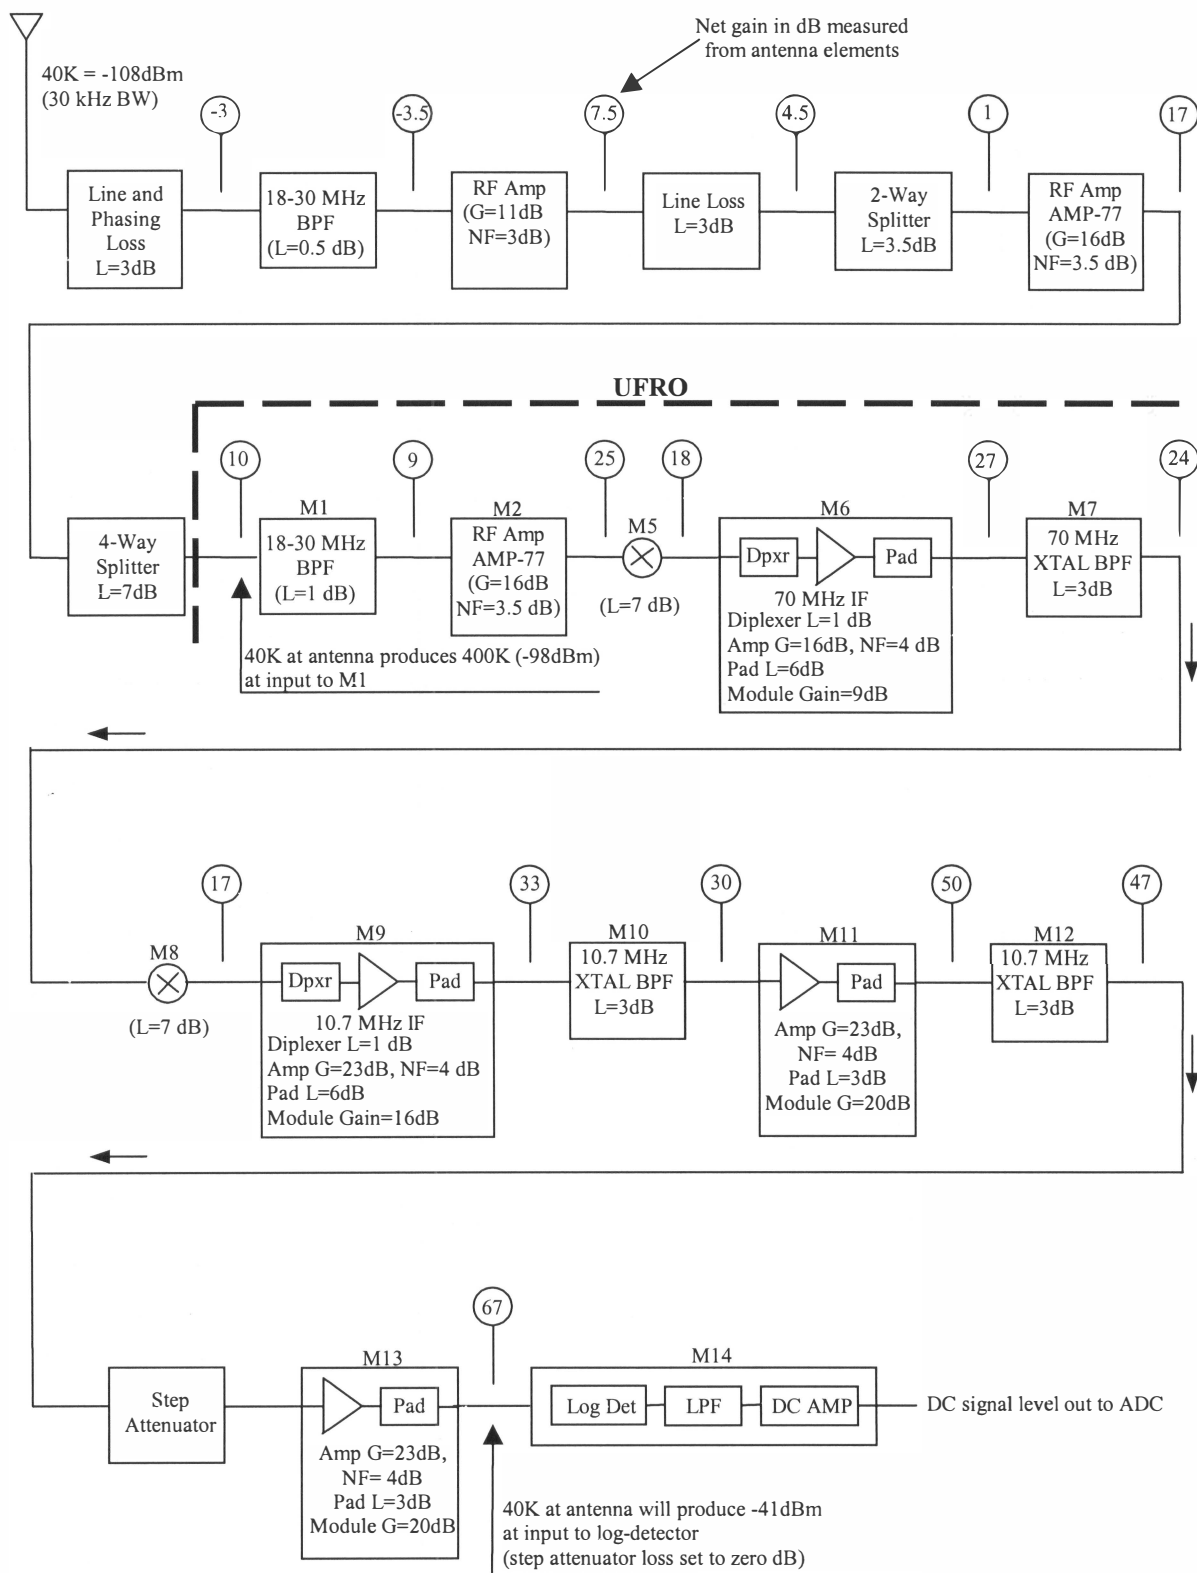 Net gain in dB measured
from antenna elements
40K = -108dBm
(30 kHz BW)
-3
-3.5
7.5
4.5
1
17
Line and
Phasing
Loss
L=3dB
18-30 MHz
BPF
(L=0.5 dB)
RF Amp
(G=11dB
NF=3dB)
Line Loss
L=3dB
2-Way
Splitter
L=3.5dB
RF Amp
AMP-77
(G=16dB
NF=3.5 dB)
UFRO
10
9
25
18
27
24
4-Way
Splitter
L=7dB
M1
18-30 MHz
BPF
(L=1 dB)
M2
RF Amp
AMP-77
(G=16dB
NF=3.5 dB)
M5
(L=7 dB)
M6
Dpxr
Pad
70 MHz IF
Diplexer L=1 dB
Amp G=16dB, NF=4 dB
Pad L=6dB
Module Gain=9dB
M7
70 MHz
XTAL BPF
L=3dB
40K at antenna produces 400K (-98dBm)
at input to M1
17
33
30
50
47
M8
(L=7 dB)
M9
Dpxr
Pad
10.7 MHz IF
Diplexer L=1 dB
Amp G=23dB, NF=4 dB
Pad L=6dB
Module Gain=16dB
M10
10.7 MHz
XTAL BPF
L=3dB
M11
Pad
Amp G=23dB,
NF= 4dB
Pad L=3dB
Module G=20dB
M12
10.7 MHz
XTAL BPF
L=3dB
67
Step
Attenuator
M13
Pad
Amp G=23dB,
NF= 4dB
Pad L=3dB
Module G=20dB
M14
Log Det
LPF
DC AMP
DC signal level out to ADC
40K at antenna will produce -41dBm
at input to log-detector
(step attenuator loss set to zero dB)